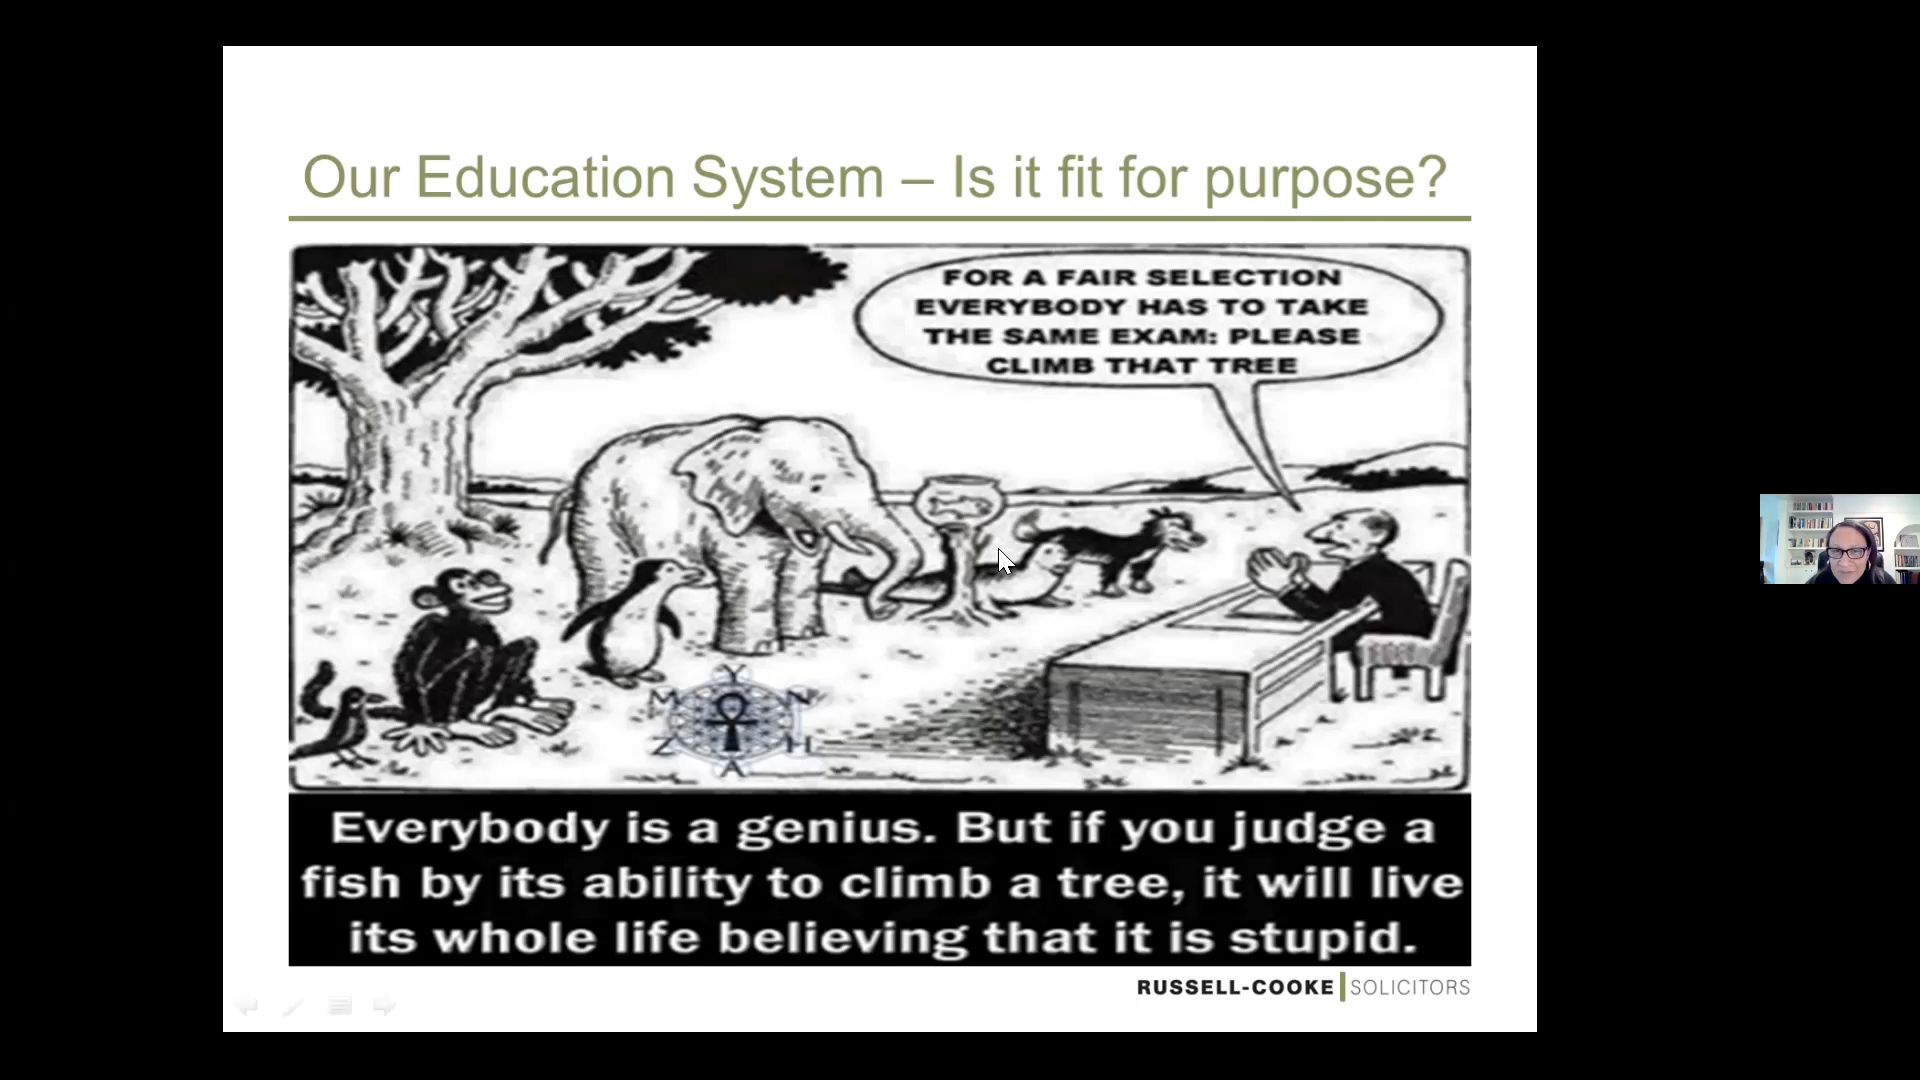 Our Education System – Is it fit for purpose?
FOR A FAIR SELECTION
EVERYBODY HAS TO TAKE
THE SAME EXAM: PLEASE
CLIMB THAT TREE
Y
M N
Z H
A
Everybody is a genius. But if you judge a
fish by its ability to climb a tree, it will live
its whole life believing that it is stupid.
RUSSELL-COOKE SOLICITORS